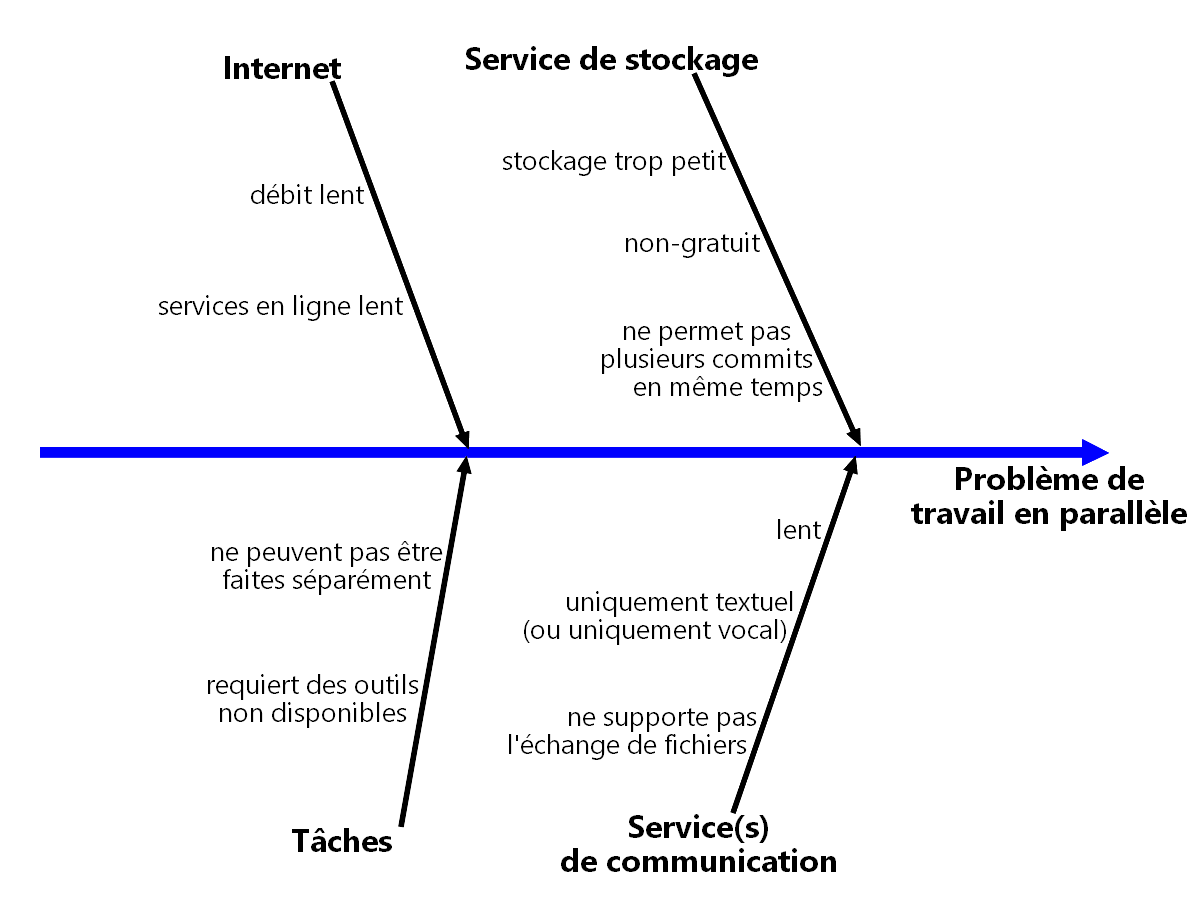 Internet
débit lent
services en ligne lent
Service de stockage
stockage trop petit
non-gratuit
ne permet pas
plusieurs commits
en même temps
Problème de
travail en parallèle
ne peuvent pas être
faites séparément
requiert des outils
non disponibles
Tâches
lent
uniquement textuel
(ou uniquement vocal)
ne supporte pas
l'échange de fichiers
Service(s)
de communication